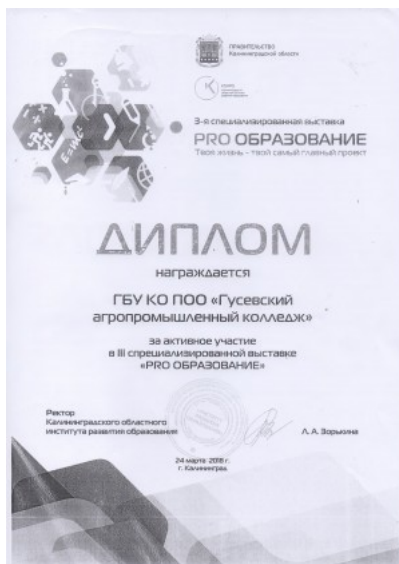 ПРАВИТЕЛЬСТВО
Калининградской области
3-я специализированная выставка
PRO ОБРАЗОВАНИЕ
Твоя жизнь - твой самый главный проект
E=mc²
ДИПЛОМ
награждается
ГБУ КО ПОО «Гусевский
агропромышленный колледж»
за активное участие
в III спрециализированной выставке
«PRO ОБРАЗОВАНИЕ»
Ректор
Калининградского областного
института развития образования
Л. А. Зорькина
24 марта 2018 г.
г. Калининград